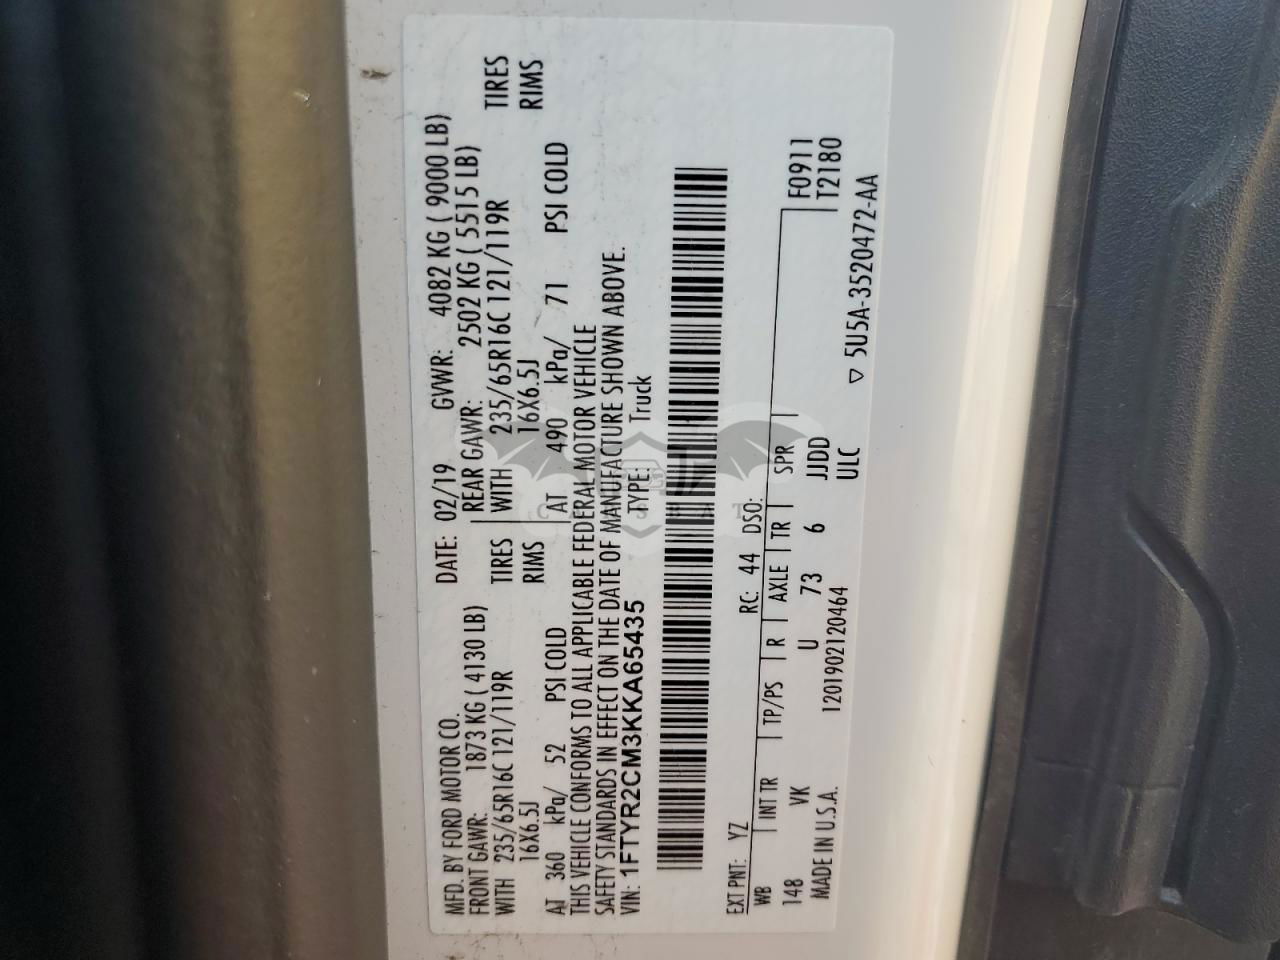 MFD. BY FORD MOTOR CO. DATE: 02/19 GVWR: 4082 KG ( 9000 LB)
FRONT GAWR: 1873 KG ( 4130 LB) REAR GAWR: 2502 KG ( 5515 LB)
WITH 235/65R16C 121/119R TIRES WITH 235/65R16C 121/119R TIRES
16X6.5J RIMS 16X6.5J RIMS
AT 360 kPa/ 52 PSI COLD AT 490 kPa/ 71 PSI COLD
THIS VEHICLE CONFORMS TO ALL APPLICABLE FEDERAL MOTOR VEHICLE
SAFETY STANDARDS IN EFFECT ON THE DATE OF MANUFACTURE SHOWN ABOVE.
VIN: 1FTYR2CM3KKA65435 TYPE: Truck
EXT PNT: YZ RC: 44 DSO:
WB INT TR TP/PS R AXLE TR SPR F0911
148 VK U 73 6 JJDD T2180
MADE IN U.S.A. 1201902120464 ULC
▽ 5U5A-3520472-AA